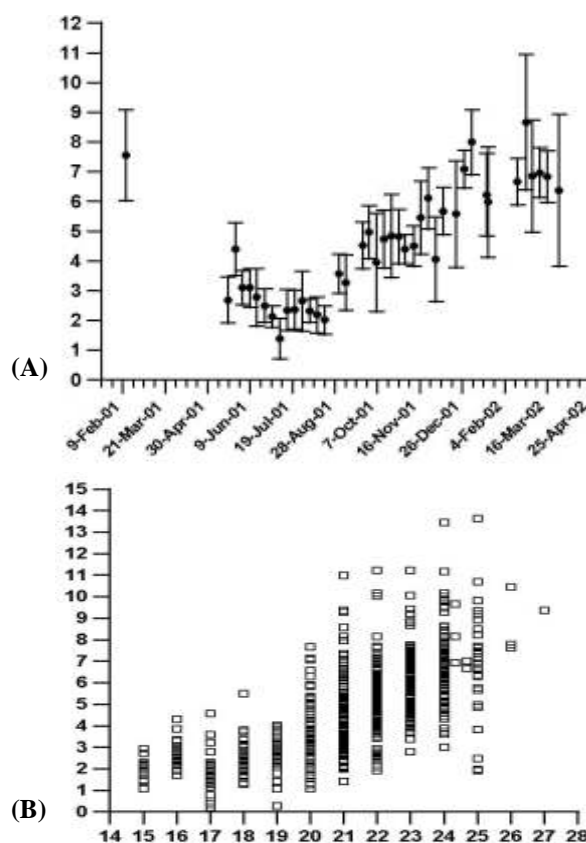 12
11
10
9
8
7
6
5
4
3
2
1
0
(A)
9-Feb-01
21-Mar-01
30-Apr-01
9-Jun-01
19-Jul-01
28-Aug-01
7-Oct-01
16-Nov-01
26-Dec-01
4-Feb-02
16-Mar-02
25-Apr-02
15
14
13
12
11
10
9
8
7
6
5
4
3
2
1
0
(B)
14 15 16 17 18 19 20 21 22 23 24 25 26 27 28